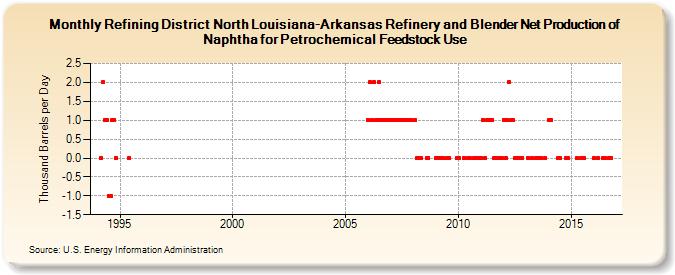 Monthly Refining District North Louisiana-Arkansas Refinery and Blender Net Production of
Naphtha for Petrochemical Feedstock Use
Thousand Barrels per Day
2.5
2.0
1.5
1.0
0.5
0.0
-0.5
-1.0
-1.5
1995 2000 2005 2010 2015
Source: U.S. Energy Information Administration